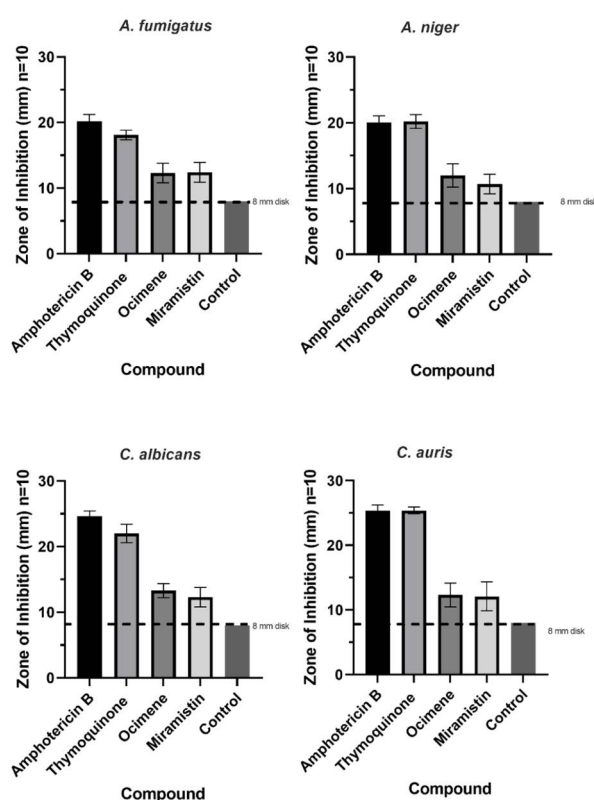 A. fumigatus
Zone of Inhibition (mm) n=10
30
20
10
0
8 mm disk
Amphotericin B
Thymoquinone
Ocimene
Miramistin
Control
Compound
A. niger
Zone of Inhibition (mm) n=10
30
20
10
0
8 mm disk
Amphotericin B
Thymoquinone
Ocimene
Miramistin
Control
Compound
C. albicans
Zone of Inhibition (mm) n=10
30
20
10
0
8 mm disk
Amphotericin B
Thymoquinone
Ocimene
Miramistin
Control
Compound
C. auris
Zone of Inhibition (mm) n=10
30
20
10
0
8 mm disk
Amphotericin B
Thymoquinone
Ocimene
Miramistin
Control
Compound